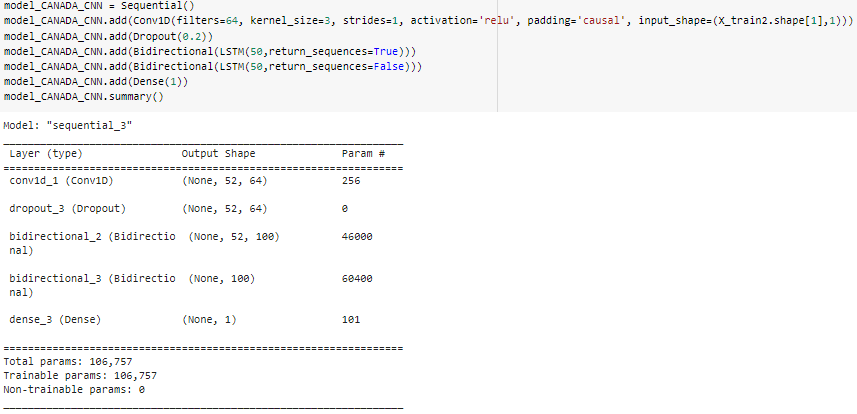 model_CANADA_CNN = Sequential()
model_CANADA_CNN.add(Conv1D(filters=64, kernel_size=3, strides=1, activation='relu', padding='causal', input_shape=(X_train2.shape[1],1)))
model_CANADA_CNN.add(Dropout(0.2))
model_CANADA_CNN.add(Bidirectional(LSTM(50,return_sequences=True)))
model_CANADA_CNN.add(Bidirectional(LSTM(50,return_sequences=False)))
model_CANADA_CNN.add(Dense(1))
model_CANADA_CNN.summary()
Model: "sequential_3"
_________________________________________________________________
Layer (type) Output Shape Param #
=================================================================
conv1d_1 (Conv1D) (None, 52, 64) 256
dropout_3 (Dropout) (None, 52, 64) 0
bidirectional_2 (Bidirectio (None, 52, 100) 46000
nal)
bidirectional_3 (Bidirectio (None, 100) 60400
nal)
dense_3 (Dense) (None, 1) 101
=================================================================
Total params: 106,757
Trainable params: 106,757
Non-trainable params: 0
_________________________________________________________________